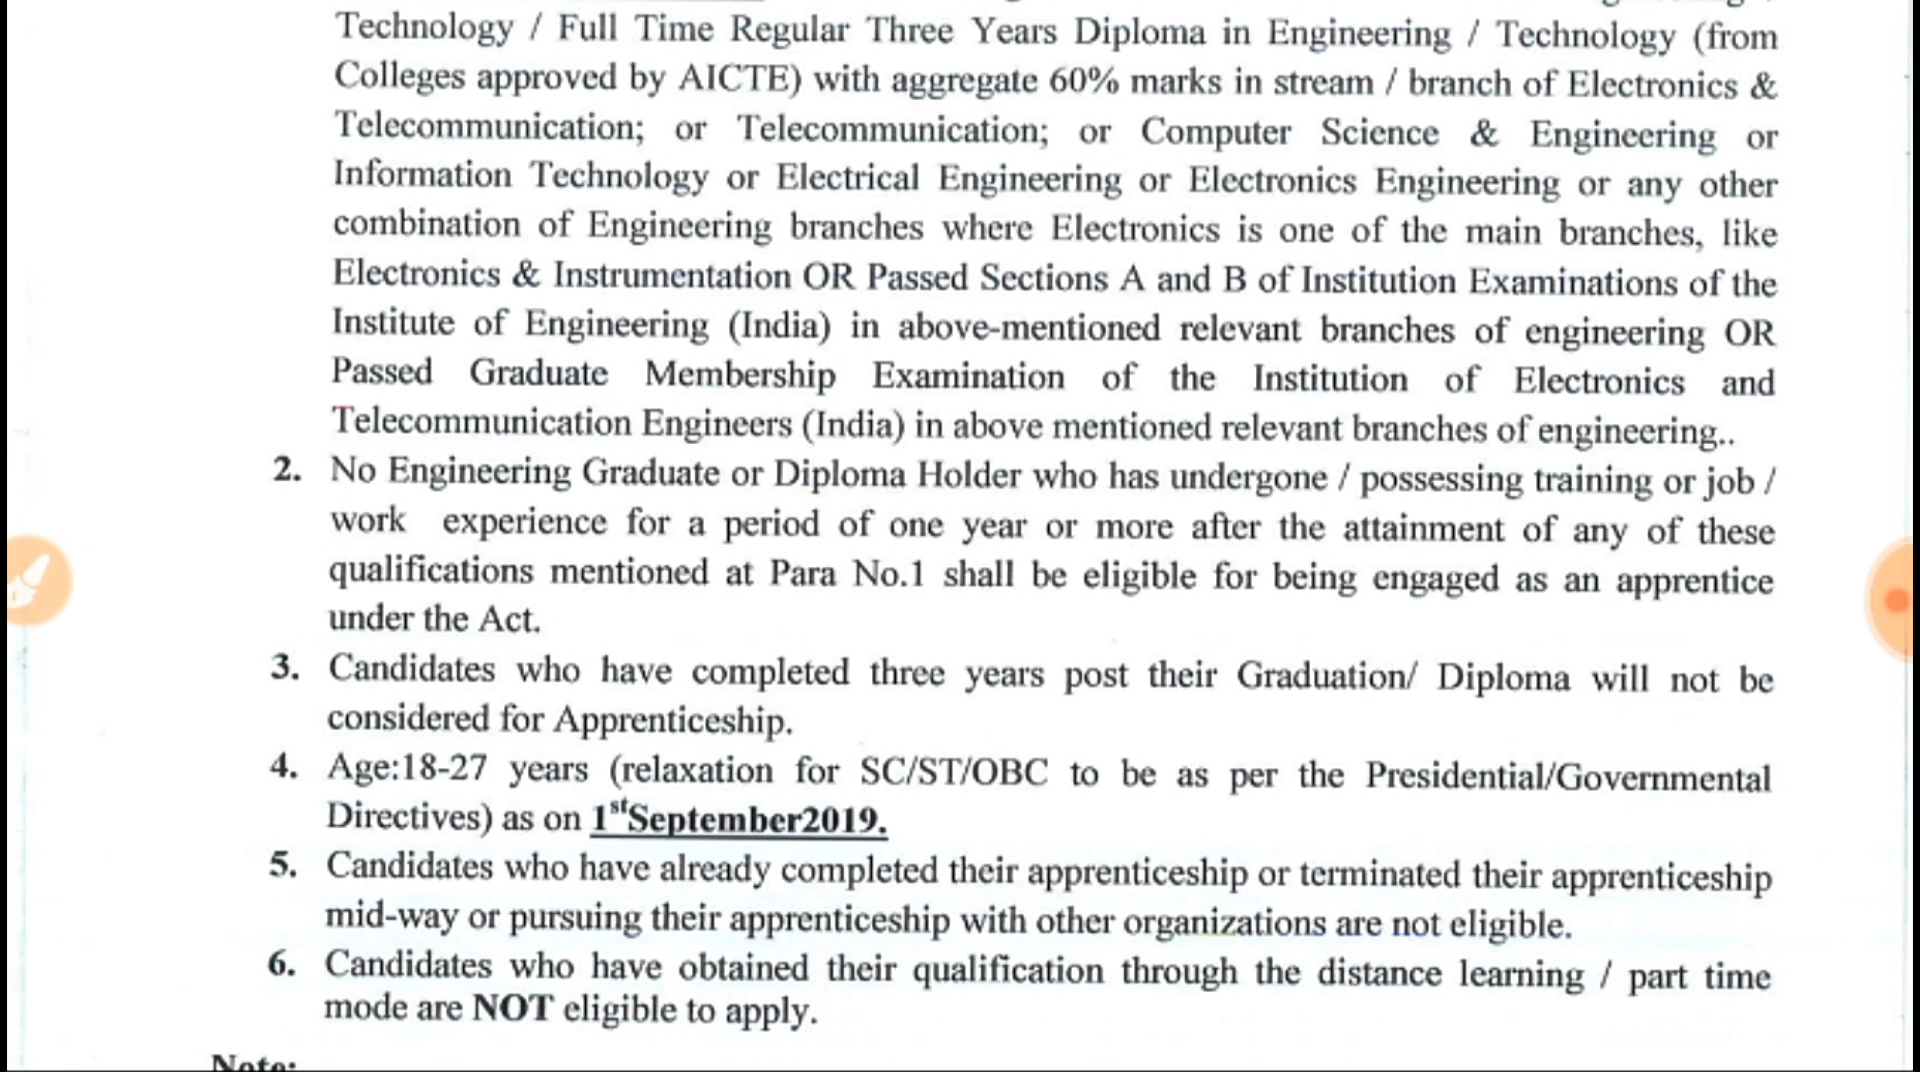 Technology / Full Time Regular Three Years Diploma in Engineering / Technology (from
Colleges approved by AICTE) with aggregate 60% marks in stream / branch of Electronics &
Telecommunication; or Telecommunication; or Computer Science & Engineering or
Information Technology or Electrical Engineering or Electronics Engineering or any other
combination of Engineering branches where Electronics is one of the main branches, like
Electronics & Instrumentation OR Passed Sections A and B of Institution Examinations of the
Institute of Engineering (India) in above-mentioned relevant branches of engineering OR
Passed Graduate Membership Examination of the Institution of Electronics and
Telecommunication Engineers (India) in above mentioned relevant branches of engineering..
2. No Engineering Graduate or Diploma Holder who has undergone / possessing training or job /
work experience for a period of one year or more after the attainment of any of these
qualifications mentioned at Para No.1 shall be eligible for being engaged as an apprentice
under the Act.
3. Candidates who have completed three years post their Graduation/ Diploma will not be
considered for Apprenticeship.
4. Age:18-27 years (relaxation for SC/ST/OBC to be as per the Presidential/Governmental
Directives) as on 1stSeptember2019.
5. Candidates who have already completed their apprenticeship or terminated their apprenticeship
mid-way or pursuing their apprenticeship with other organizations are not eligible.
6. Candidates who have obtained their qualification through the distance learning / part time
mode are NOT eligible to apply.
Note: